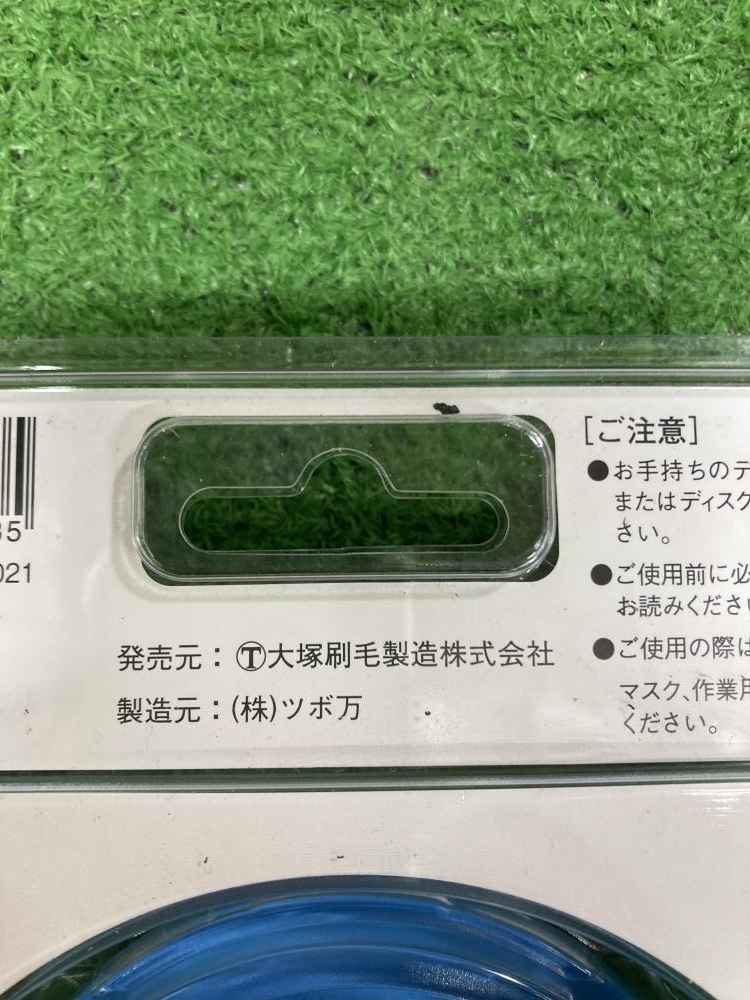 35
021
発売元：Ⓣ大塚刷毛製造株式会社
製造元：(株)ツボ万
[ご注意]
●お手持ちのデ
またはディスク
さい。
●ご使用前に必
お読みくださ
●ご使用の際は
マスク、作業用
ください。